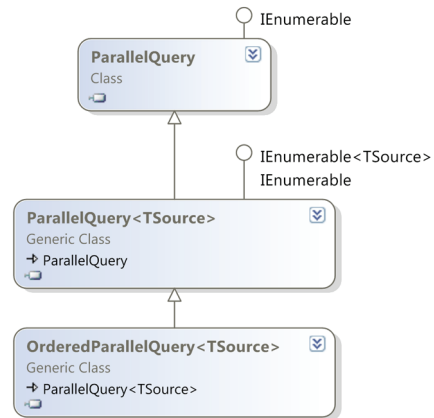 IEnumerable
ParallelQuery
Class
IEnumerable<TSource>
IEnumerable
ParallelQuery<TSource>
Generic Class
ParallelQuery
OrderedParallelQuery<TSource>
Generic Class
ParallelQuery<TSource>